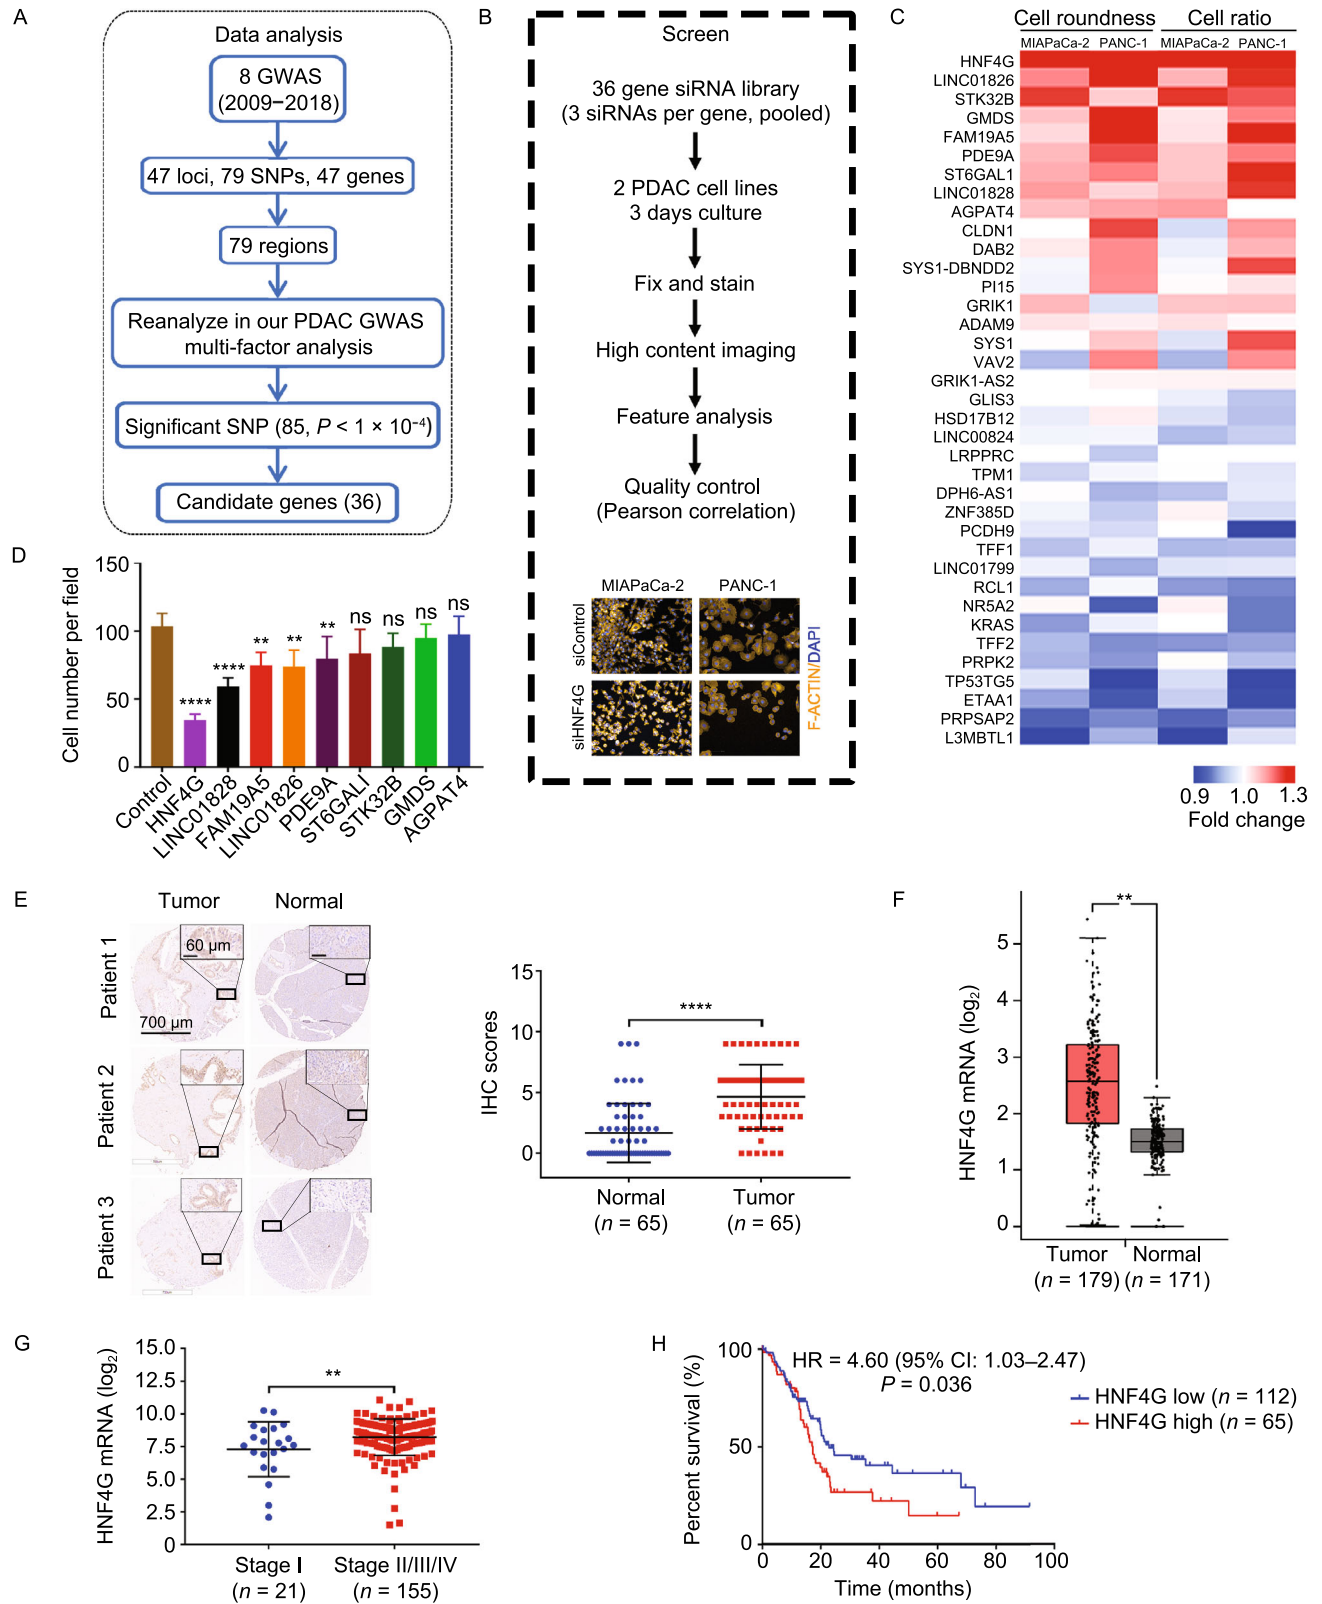 A
Data analysis
8 GWAS
(2009–2018)
47 loci, 79 SNPs, 47 genes
79 regions
Reanalyze in our PDAC GWAS
multi-factor analysis
Significant SNP (85, P < 1 × 10⁻⁴)
Candidate genes (36)
B
Screen
36 gene siRNA library
(3 siRNAs per gene, pooled)
2 PDAC cell lines
3 days culture
Fix and stain
High content imaging
Feature analysis
Quality control
(Pearson correlation)
MIAPaCa-2 PANC-1
siControl
siHNF4G
F-ACTIN/DAPI
C
Cell roundness Cell ratio
MIAPaCa-2 PANC-1 MIAPaCa-2 PANC-1
HNF4G
LINC01826
STK32B
GMDS
FAM19A5
PDE9A
ST6GAL1
LINC01828
AGPAT4
CLDN1
DAB2
SYS1-DBNDD2
PI15
GRIK1
ADAM9
SYS1
VAV2
GRIK1-AS2
GLIS3
HSD17B12
LINC00824
LRPPRC
TPM1
DPH6-AS1
ZNF385D
PCDH9
TFF1
LINC01799
RCL1
NR5A2
KRAS
TFF2
PRPK2
TP53TG5
ETAA1
PRPSAP2
L3MBTL1
0.9 1.0 1.3
Fold change
D
Cell number per field
150
100
50
0
**** **** ** ** ** ns ns ns ns
Control
HNF4G
LINC01828
FAM19A5
LINC01826
PDE9A
ST6GALI
STK32B
GMDS
AGPAT4
E
Tumor Normal
Patient 1
60 µm
700 µm
Patient 2
Patient 3
IHC scores
15
10
5
0
****
Normal Tumor
(n = 65) (n = 65)
F
HNF4G mRNA (log₂)
5
4
3
2
1
0
**
Tumor Normal
(n = 179) (n = 171)
G
HNF4G mRNA (log₂)
15.0
12.5
10.0
7.5
5.0
2.5
0
**
Stage I Stage II/III/IV
(n = 21) (n = 155)
H
Percent survival (%)
100
50
0
HR = 4.60 (95% CI: 1.03–2.47)
P = 0.036
HNF4G low (n = 112)
HNF4G high (n = 65)
0 20 40 60 80 100
Time (months)